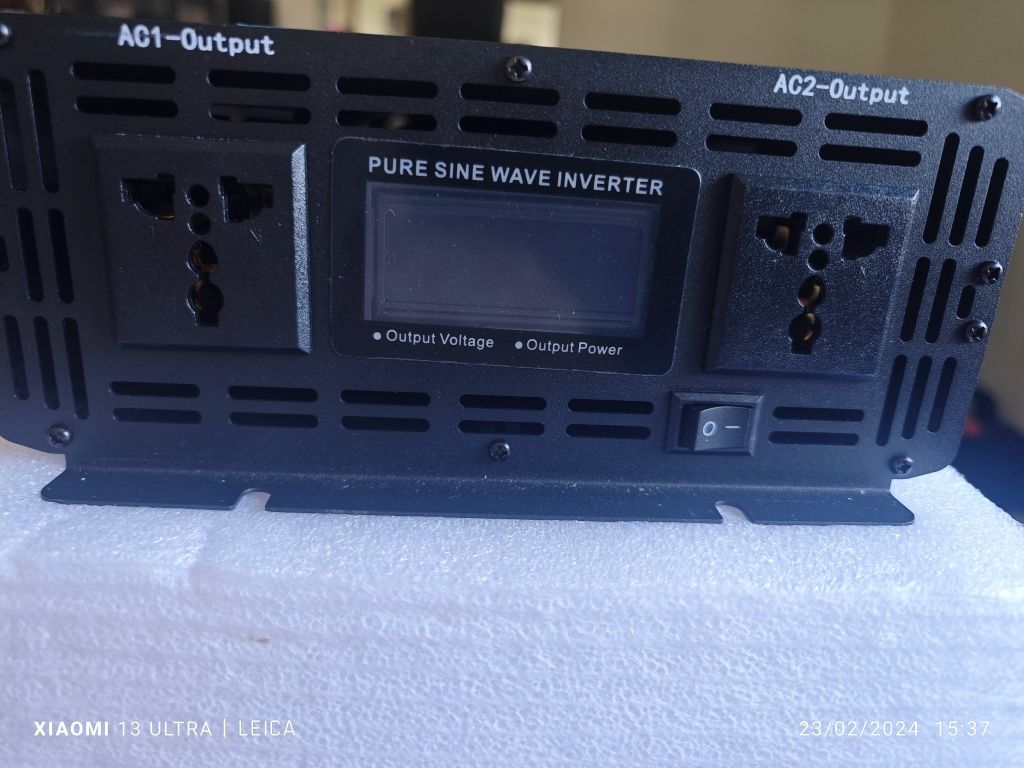 AC1-Output
AC2-Output
PURE SINE WAVE INVERTER
Output Voltage
Output Power
O –
XIAOMI 13 ULTRA | LEICA
23/02/2024 15:37